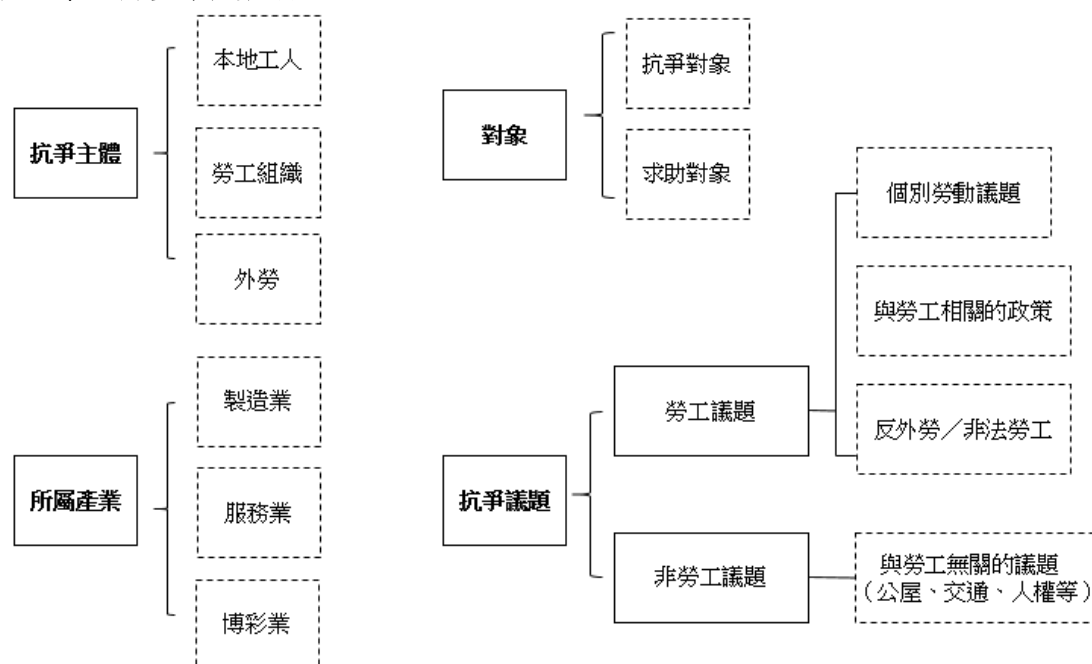 抗爭主體
本地工人
勞工組織
外勞
對象
抗爭對象
求助對象
所屬產業
製造業
服務業
博彩業
抗爭議題
勞工議題
個別勞動議題
與勞工相關的政策
反外勞／非法勞工
非勞工議題
與勞工無關的議題
（公屋、交通、人權等）